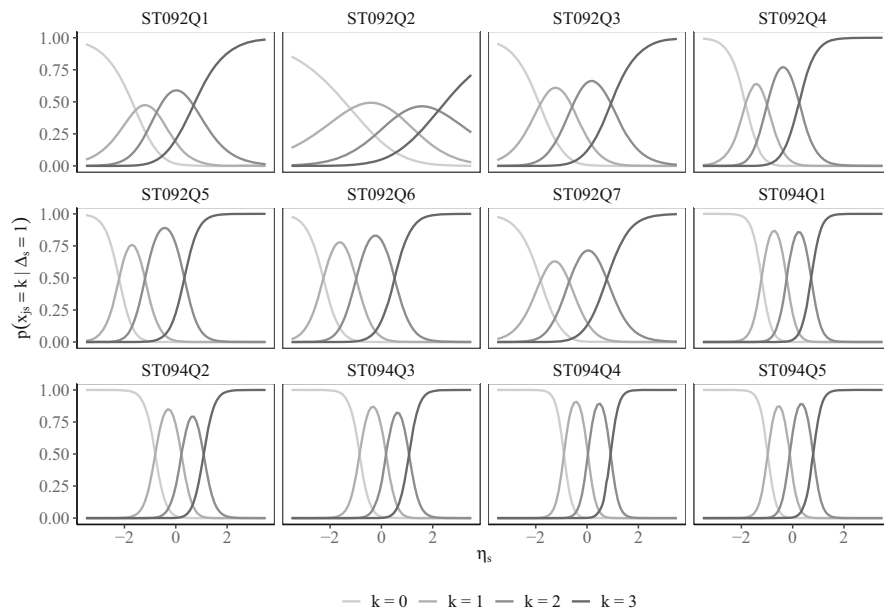 ST092Q1 ST092Q2 ST092Q3 ST092Q4
1.00
0.75
0.50
0.25
0.00
ST092Q5 ST092Q6 ST092Q7 ST094Q1
1.00
0.75
0.50
0.25
0.00
ST094Q2 ST094Q3 ST094Q4 ST094Q5
1.00
0.75
0.50
0.25
0.00
p(x_js = k | Δ_s = 1)
−2 0 2 −2 0 2 −2 0 2 −2 0 2
η_s
k = 0 k = 1 k = 2 k = 3